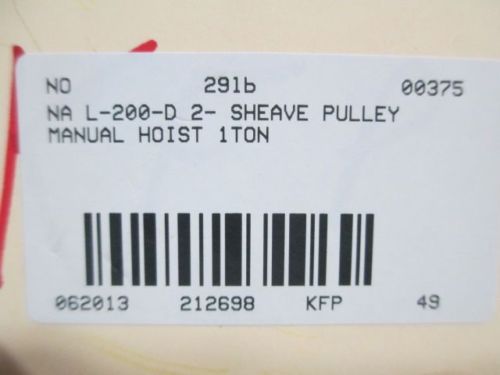 NO 291b 00375
NA L-200-D 2- SHEAVE PULLEY
MANUAL HOIST 1TON
062013 212698 KFP 49